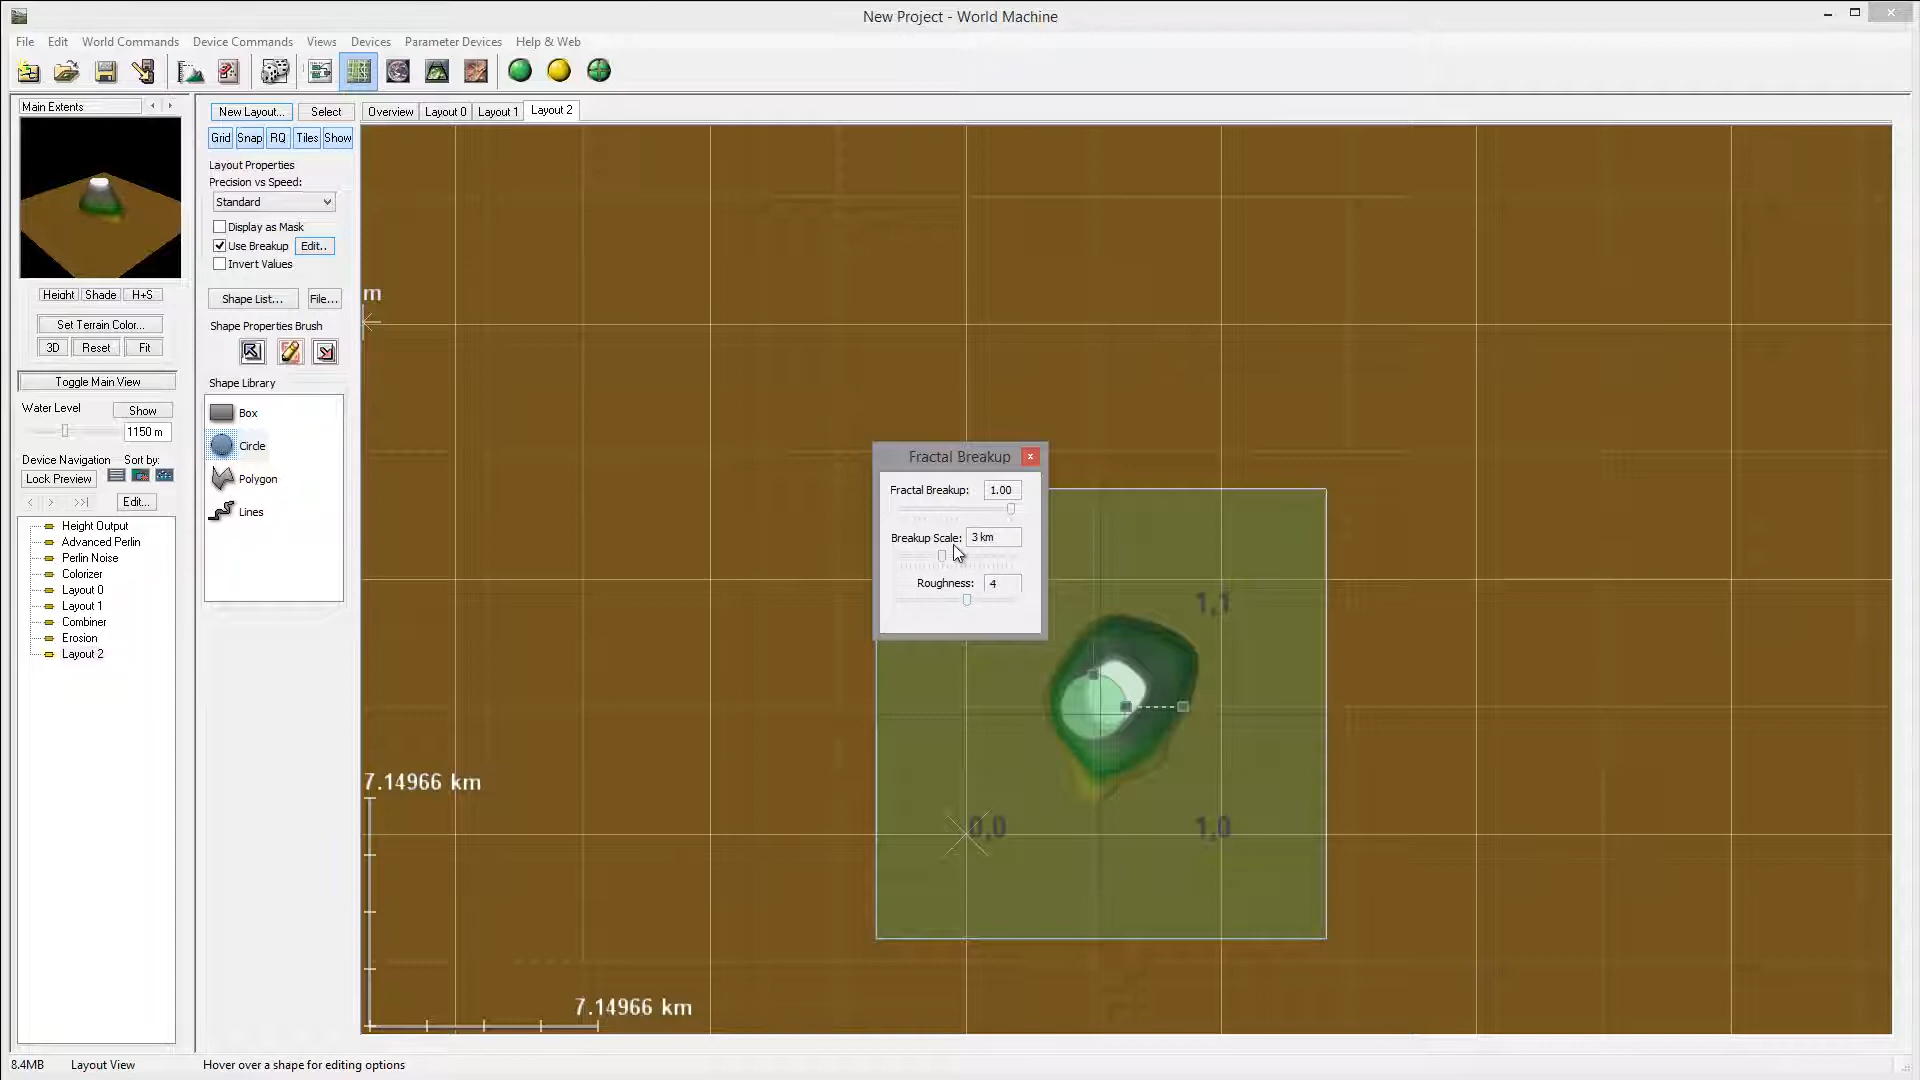 New Project - World Machine
File Edit World Commands Device Commands Views Devices Parameter Devices Help & Web
Main Extents
New Layout... Select
Overview Layout 0 Layout 1 Layout 2
Grid Snap RQ Tiles Show
Layout Properties
Precision vs Speed:
Standard
Display as Mask
Use Breakup Edit..
Invert Values
Shape List... File...
Shape Properties Brush
Shape Library
Box
Circle
Polygon
Lines
Height Shade H+S
Set Terrain Color...
3D Reset Fit
Toggle Main View
Water Level Show
1150 m
Device Navigation Sort by:
Lock Preview
Edit...
Height Output
Advanced Perlin
Perlin Noise
Colorizer
Layout 0
Layout 1
Combiner
Erosion
Layout 2
m
Fractal Breakup x
Fractal Breakup: 1.00
Breakup Scale: 3 km
Roughness: 4
1,1
0,0
1,0
7.14966 km
7.14966 km
8.4MB Layout View Hover over a shape for editing options